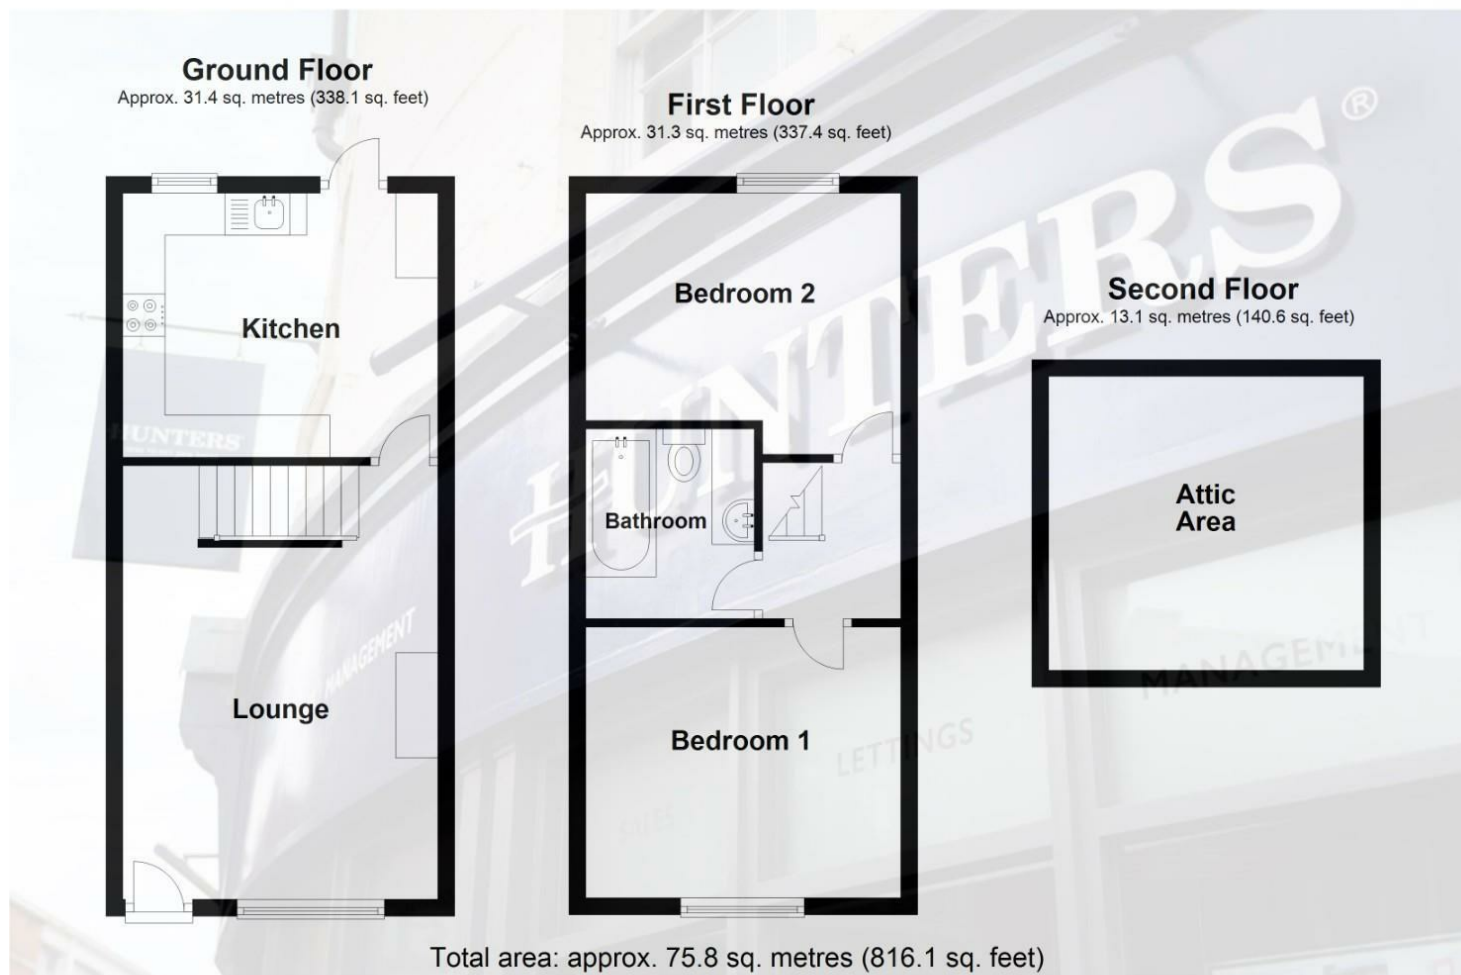 Ground Floor
Approx. 31.4 sq. metres (338.1 sq. feet)
First Floor
Approx. 31.3 sq. metres (337.4 sq. feet)
Second Floor
Approx. 13.1 sq. metres (140.6 sq. feet)
Kitchen
Lounge
Bedroom 2
Bathroom
Bedroom 1
Attic
Area
HUNTERS®
HUNTERS
MANAGEMENT
SALES
LETTINGS
MANAGEMENT
Total area: approx. 75.8 sq. metres (816.1 sq. feet)